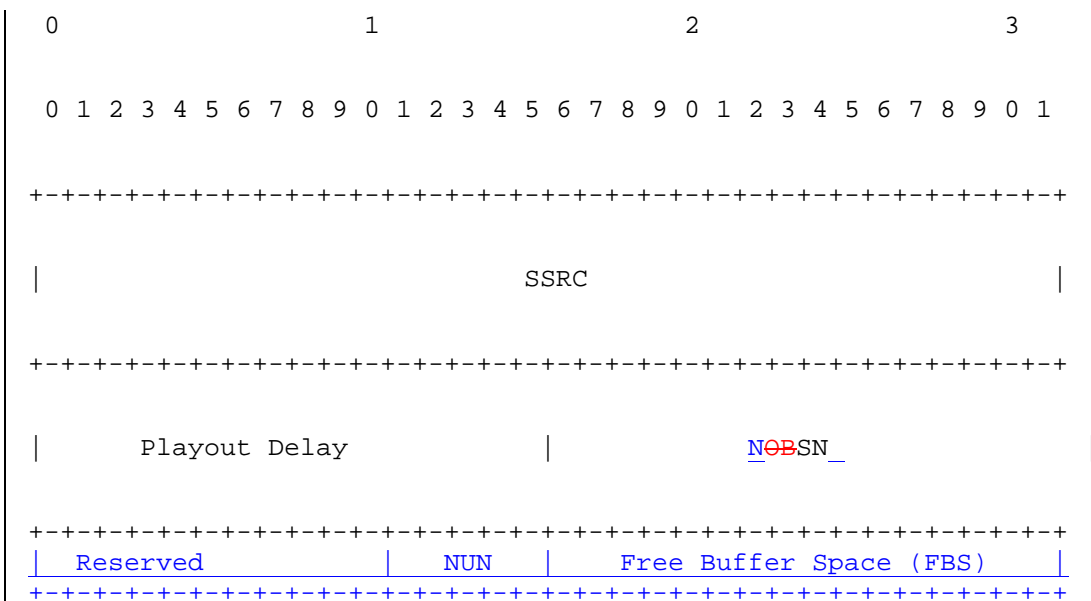 0                   1                   2                   3
 0 1 2 3 4 5 6 7 8 9 0 1 2 3 4 5 6 7 8 9 0 1 2 3 4 5 6 7 8 9 0 1
+-+-+-+-+-+-+-+-+-+-+-+-+-+-+-+-+-+-+-+-+-+-+-+-+-+-+-+-+-+-+-+-+
|                              SSRC                             |
+-+-+-+-+-+-+-+-+-+-+-+-+-+-+-+-+-+-+-+-+-+-+-+-+-+-+-+-+-+-+-+-+
|      Playout Delay            |            NOBSN_               |
+-+-+-+-+-+-+-+-+-+-+-+-+-+-+-+-+-+-+-+-+-+-+-+-+-+-+-+-+-+-+-+-+
|  Reserved           |   NUN   |    Free Buffer Space (FBS)    |
+-+-+-+-+-+-+-+-+-+-+-+-+-+-+-+-+-+-+-+-+-+-+-+-+-+-+-+-+-+-+-+-+